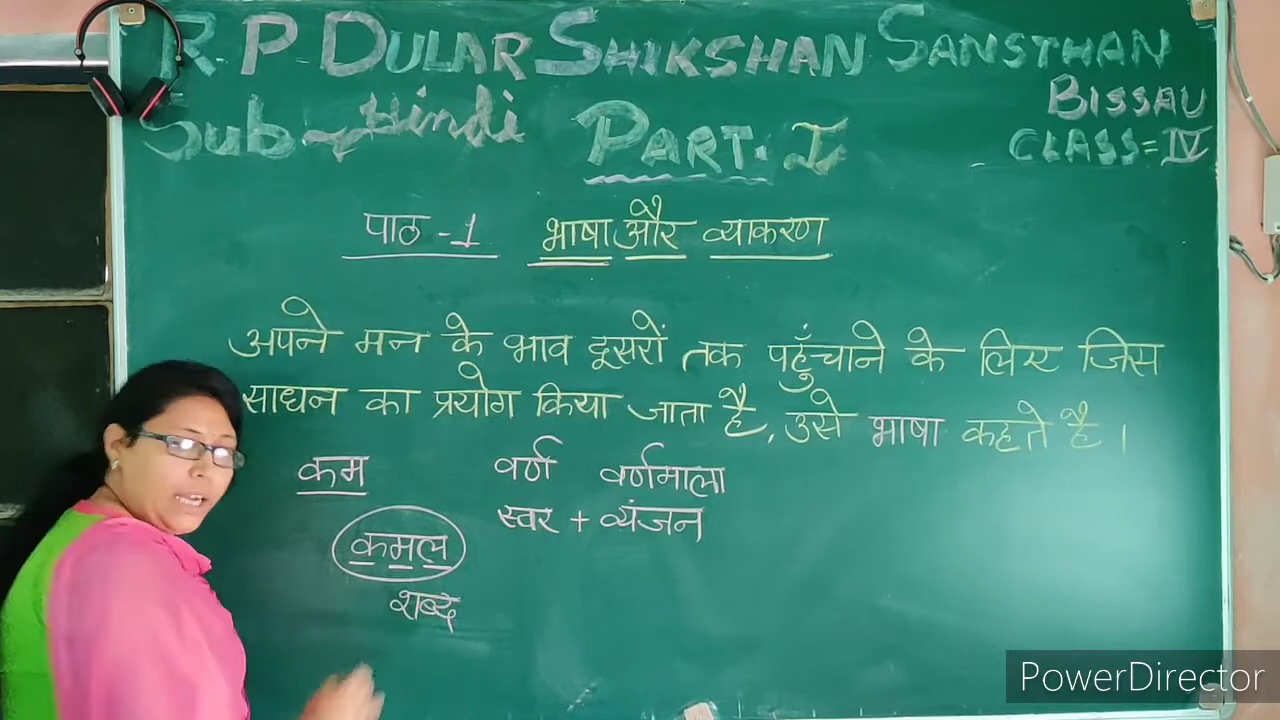 R. P. DULAR SHIKSHAN SANSTHAN
BISSAU
Sub - Hindi PART - I CLASS = IV
पाठ - 1 भाषा और व्याकरण
अपने मन के भाव दूसरों तक पहुँचाने के लिए जिस
साधन का प्रयोग किया जाता है, उसे भाषा कहते है।
कम वर्ण वर्णमाला
स्वर + व्यंजन
कमल
शब्द
PowerDirector